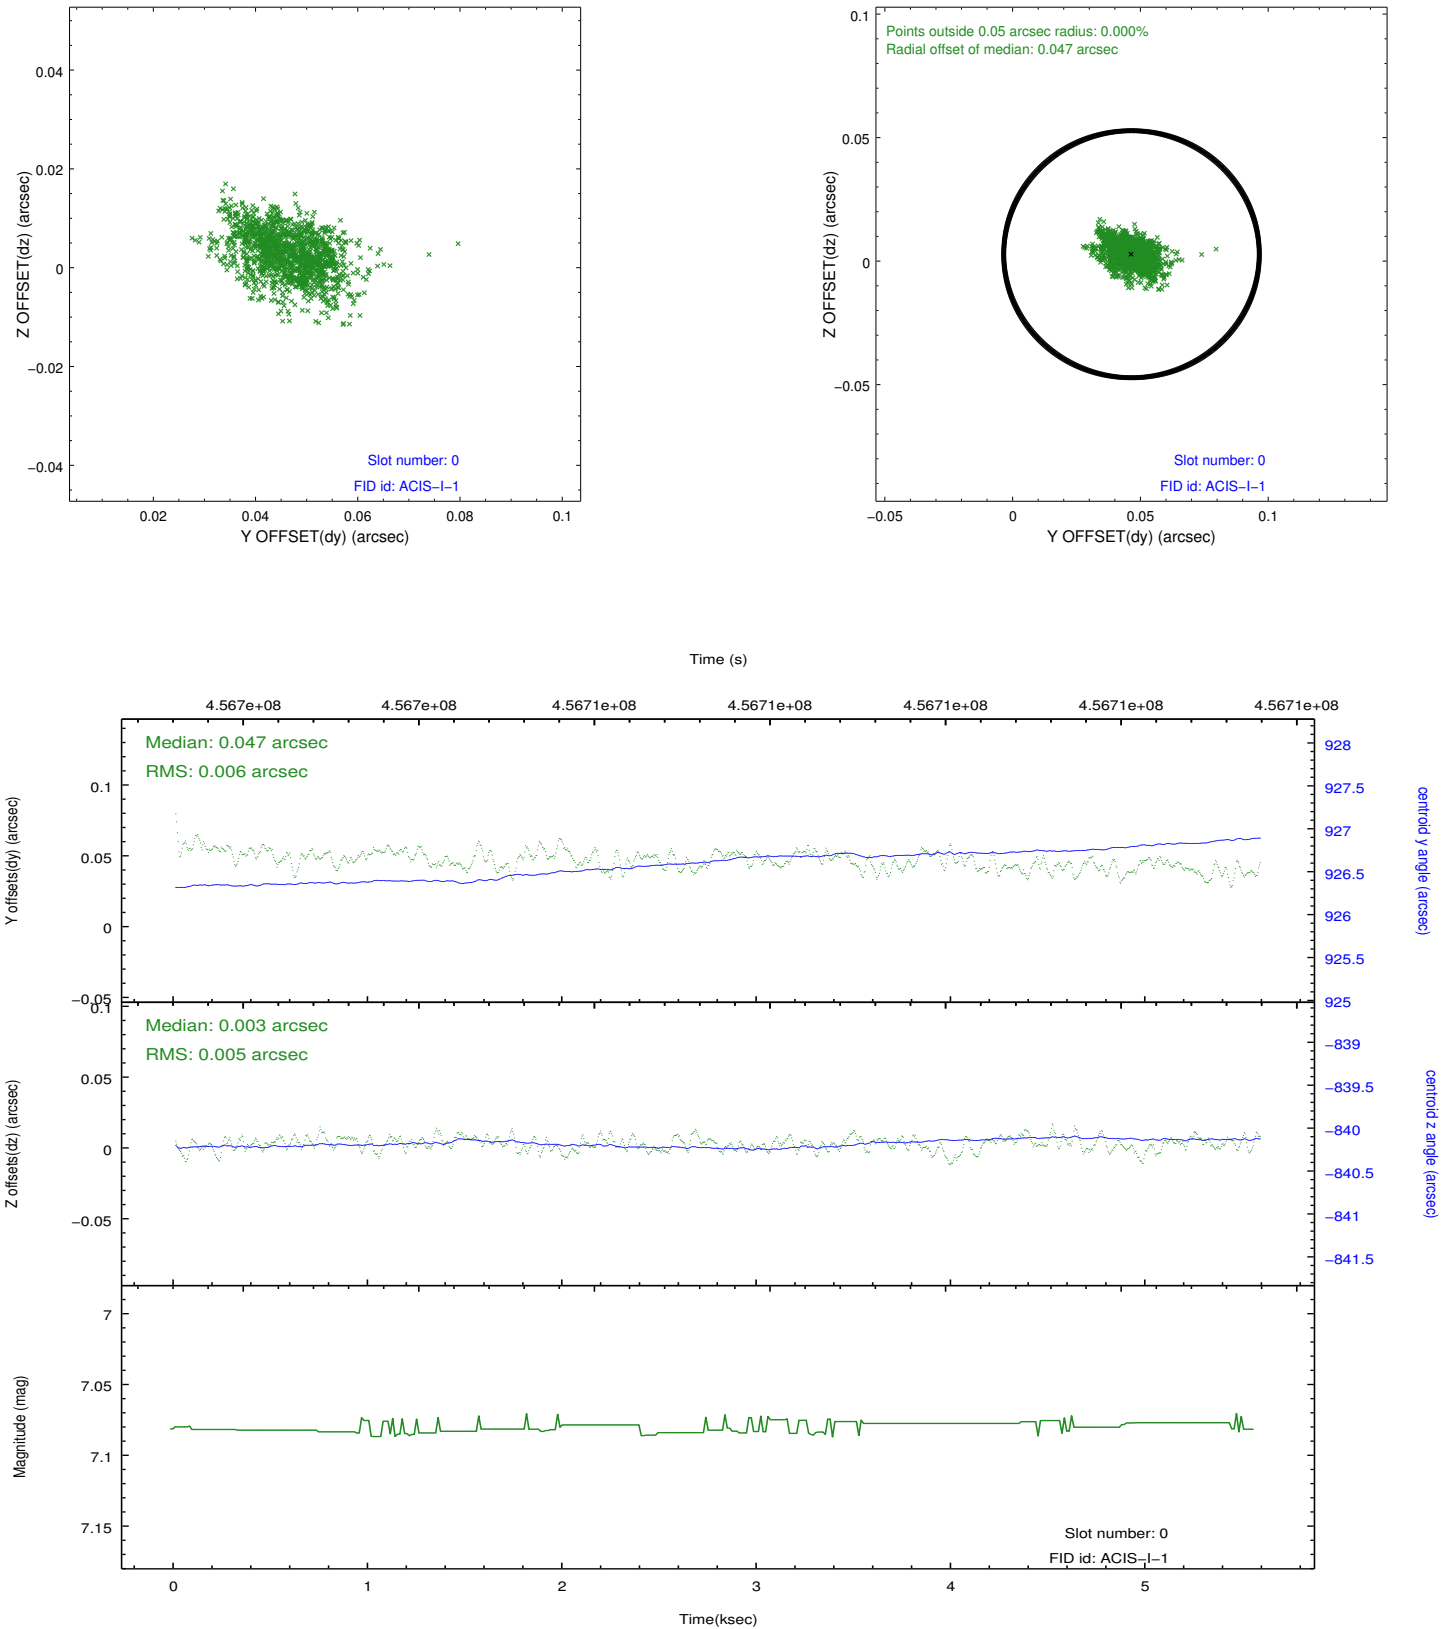 0.04
0.02
0
−0.02
−0.04
Z OFFSET(dz) (arcsec)
Slot number: 0
FID id: ACIS−I−1
0.02 0.04 0.06 0.08 0.1
Y OFFSET(dy) (arcsec)
Points outside 0.05 arcsec radius: 0.000%
Radial offset of median: 0.047 arcsec
0.1
0.05
0
−0.05
Z OFFSET(dz) (arcsec)
Slot number: 0
FID id: ACIS−I−1
−0.05 0 0.05 0.1
Y OFFSET(dy) (arcsec)
Time (s)
4.567e+08 4.567e+08 4.5671e+08 4.5671e+08 4.5671e+08 4.5671e+08 4.5671e+08
Median: 0.047 arcsec
RMS: 0.006 arcsec
0.1
0.05
0
−0.05
Y offsets(dy) (arcsec)
928
927.5
927
926.5
926
925.5
925
centroid y angle (arcsec)
Median: 0.003 arcsec
RMS: 0.005 arcsec
0.1
0.05
0
−0.05
Z offsets(dz) (arcsec)
−839
−839.5
−840
−840.5
−841
−841.5
centroid z angle (arcsec)
7
7.05
7.1
7.15
Magnitude (mag)
Slot number: 0
FID id: ACIS−I−1
0 1 2 3 4 5
Time(ksec)